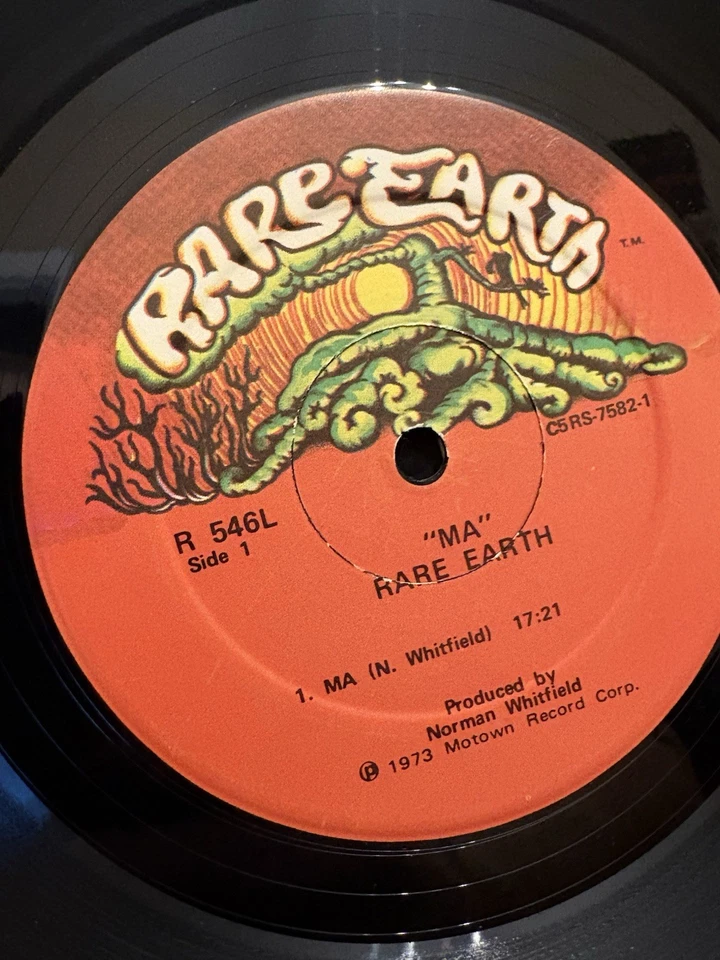 RARE EARTH
T.M.
C5RS-7582-1
R 546L
Side 1
"MA"
RARE EARTH
1. MA (N. Whitfield) 17:21
Produced by
Norman Whitfield
℗ 1973 Motown Record Corp.